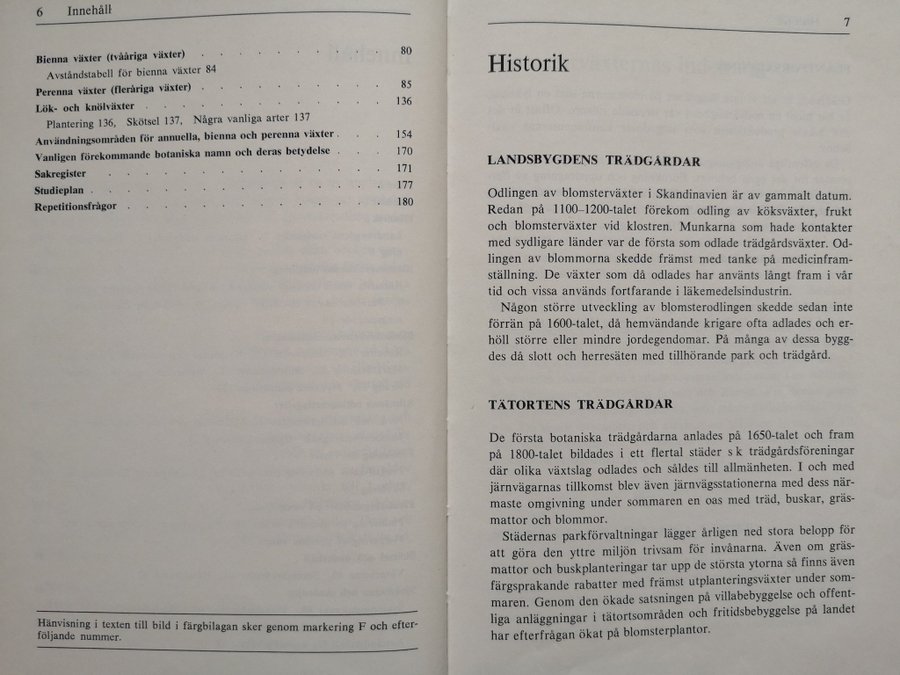 6 Innehåll
Bienna växter (tvååriga växter) . . . . . . . . . . . 80
Avståndstabell för bienna växter 84
Perenna växter (fleråriga växter) . . . . . . . . . . . 85
Lök- och knölväxter . . . . . . . . . . . . . 136
Plantering 136, Skötsel 137, Några vanliga arter 137
Användningsområden för annuella, bienna och perenna växter . . . 154
Vanligen förekommande botaniska namn och deras betydelse . . . . 170
Sakregister . . . . . . . . . . . . . . . 171
Studieplan . . . . . . . . . . . . . . . . 177
Repetitionsfrågor . . . . . . . . . . . . . . 180
Hänvisning i texten till bild i färgbilagan sker genom markering F och efter-
följande nummer.
7
Historik
LANDSBYGDENS TRÄDGÅRDAR
Odlingen av blomsterväxter i Skandinavien är av gammalt datum.
Redan på 1100–1200-talet förekom odling av köksväxter, frukt
och blomsterväxter vid klostren. Munkarna som hade kontakter
med sydligare länder var de första som odlade trädgårdsväxter. Od-
lingen av blommorna skedde främst med tanke på medicinfram-
ställning. De växter som då odlades har använts långt fram i vår
tid och vissa används fortfarande i läkemedelsindustrin.
Någon större utveckling av blomsterodlingen skedde sedan inte
förrän på 1600-talet, då hemvändande krigare ofta adlades och er-
höll större eller mindre jordegendomar. På många av dessa bygg-
des då slott och herresäten med tillhörande park och trädgård.
TÄTORTENS TRÄDGÅRDAR
De första botaniska trädgårdarna anlades på 1650-talet och fram
på 1800-talet bildades i ett flertal städer s k trädgårdsföreningar
där olika växtslag odlades och såldes till allmänheten. I och med
järnvägarnas tillkomst blev även järnvägsstationerna med dess när-
maste omgivning under sommaren en oas med träd, buskar, gräs-
mattor och blommor.
Städernas parkförvaltningar lägger årligen ned stora belopp för
att göra den yttre miljön trivsam för invånarna. Även om gräs-
mattor och buskplanteringar tar upp de största ytorna så finns även
färgsprakande rabatter med främst utplanteringsväxter under som-
maren. Genom den ökade satsningen på villabebyggelse och offent-
liga anläggningar i tätortsområden och fritidsbebyggelse på landet
har efterfrågan ökat på blomsterplantor.